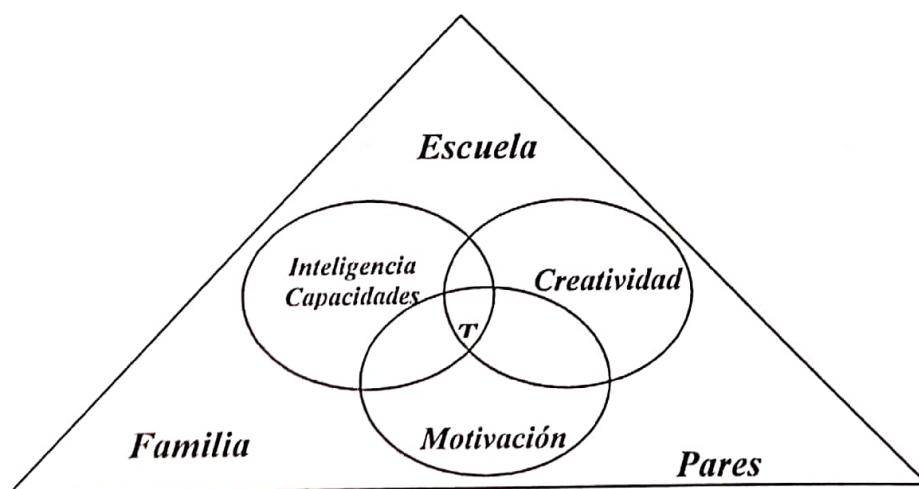 Escuela
Inteligencia
Capacidades
Creatividad
T
Motivación
Familia
Pares